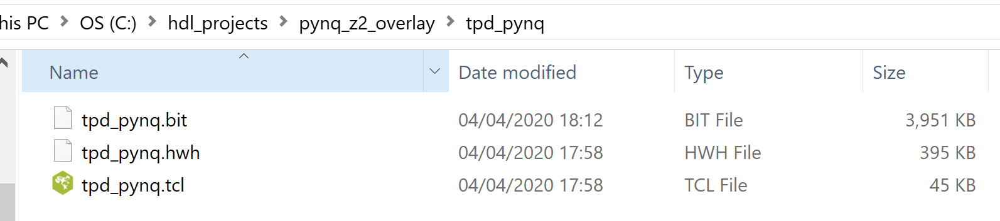 his PC > OS (C:) > hdl_projects > pynq_z2_overlay > tpd_pynq
Name Date modified Type Size
tpd_pynq.bit 04/04/2020 18:12 BIT File 3,951 KB
tpd_pynq.hwh 04/04/2020 17:58 HWH File 395 KB
tpd_pynq.tcl 04/04/2020 17:58 TCL File 45 KB